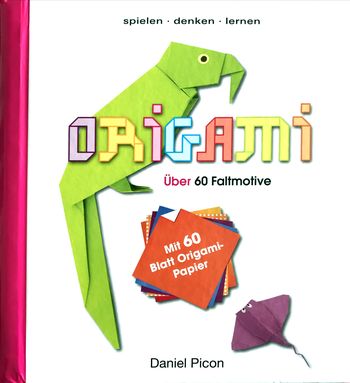 spielen · denken · lernen
ORiGAMi
Über 60 Faltmotive
Mit 60
Blatt Origami-
Papier
Daniel Picon